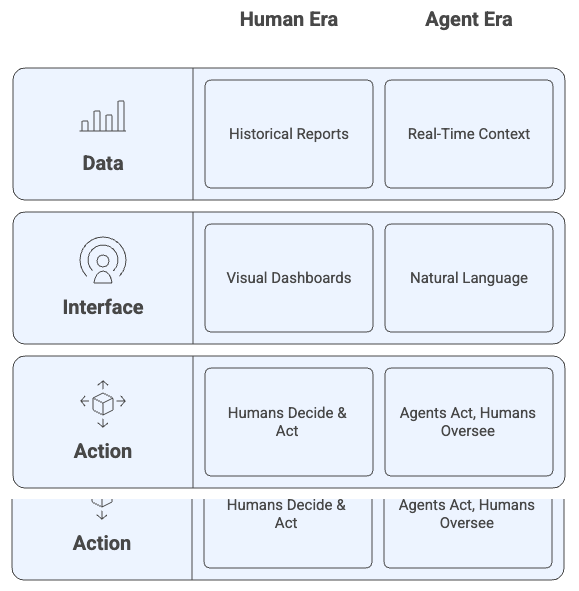 Human Era
Agent Era
Data
Historical Reports
Real-Time Context
Interface
Visual Dashboards
Natural Language
Action
Humans Decide &
Act
Agents Act, Humans
Oversee
Action
Humans Decide &
Act
Agents Act, Humans
Oversee